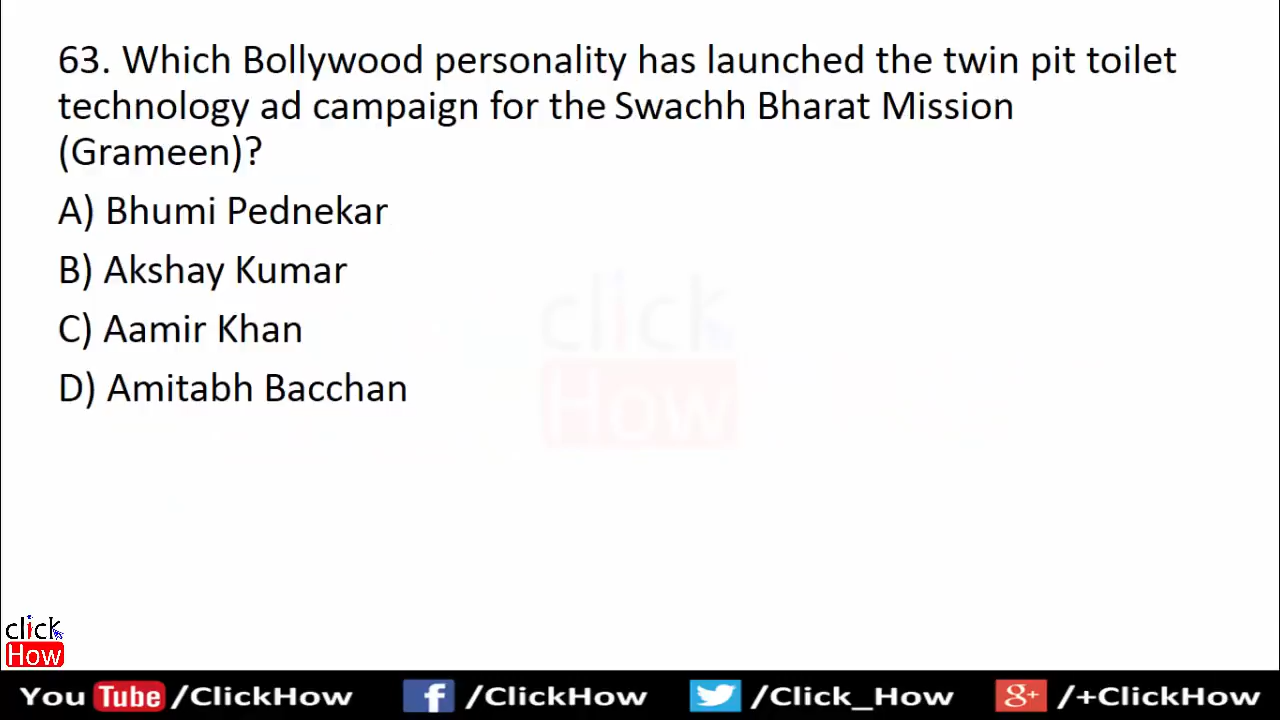 63. Which Bollywood personality has launched the twin pit toilet
technology ad campaign for the Swachh Bharat Mission
(Grameen)?
A) Bhumi Pednekar
B) Akshay Kumar
C) Aamir Khan
D) Amitabh Bacchan
click
How
click
How
You Tube /ClickHow f /ClickHow /Click_How g+ /+ClickHow